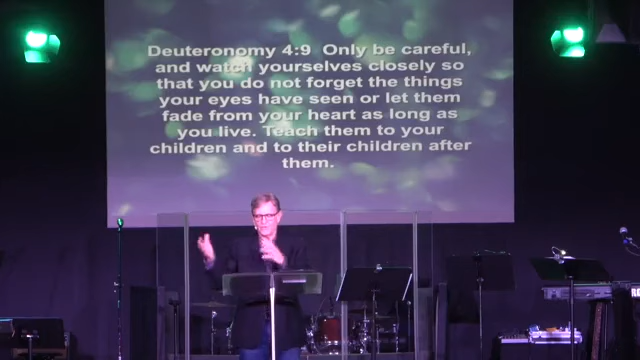 Deuteronomy 4:9  Only be careful,
and watch yourselves closely so
that you do not forget the things
your eyes have seen or let them
fade from your heart as long as
you live. Teach them to your
children and to their children after
them.